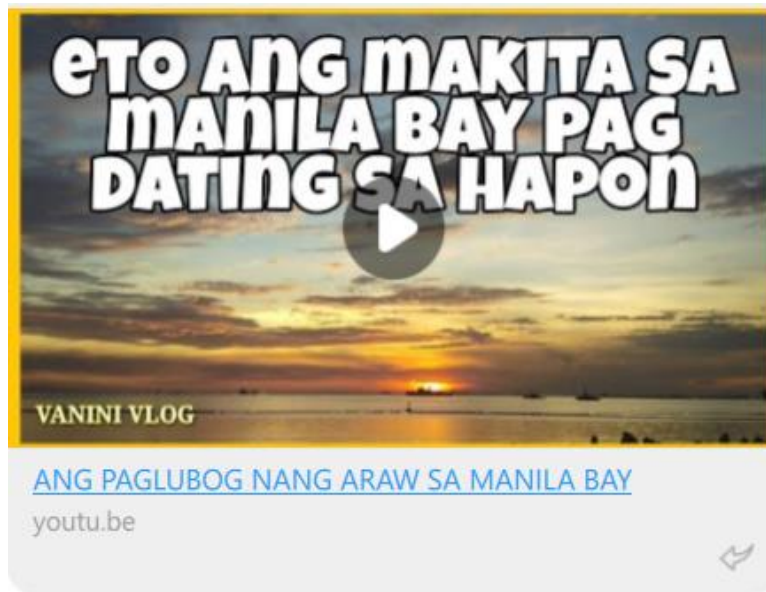 eTO ANG MAKITA SA
MANILA BAY PAG
DATING SA HAPON
VANINI VLOG
ANG PAGLUBOG NANG ARAW SA MANILA BAY
youtu.be